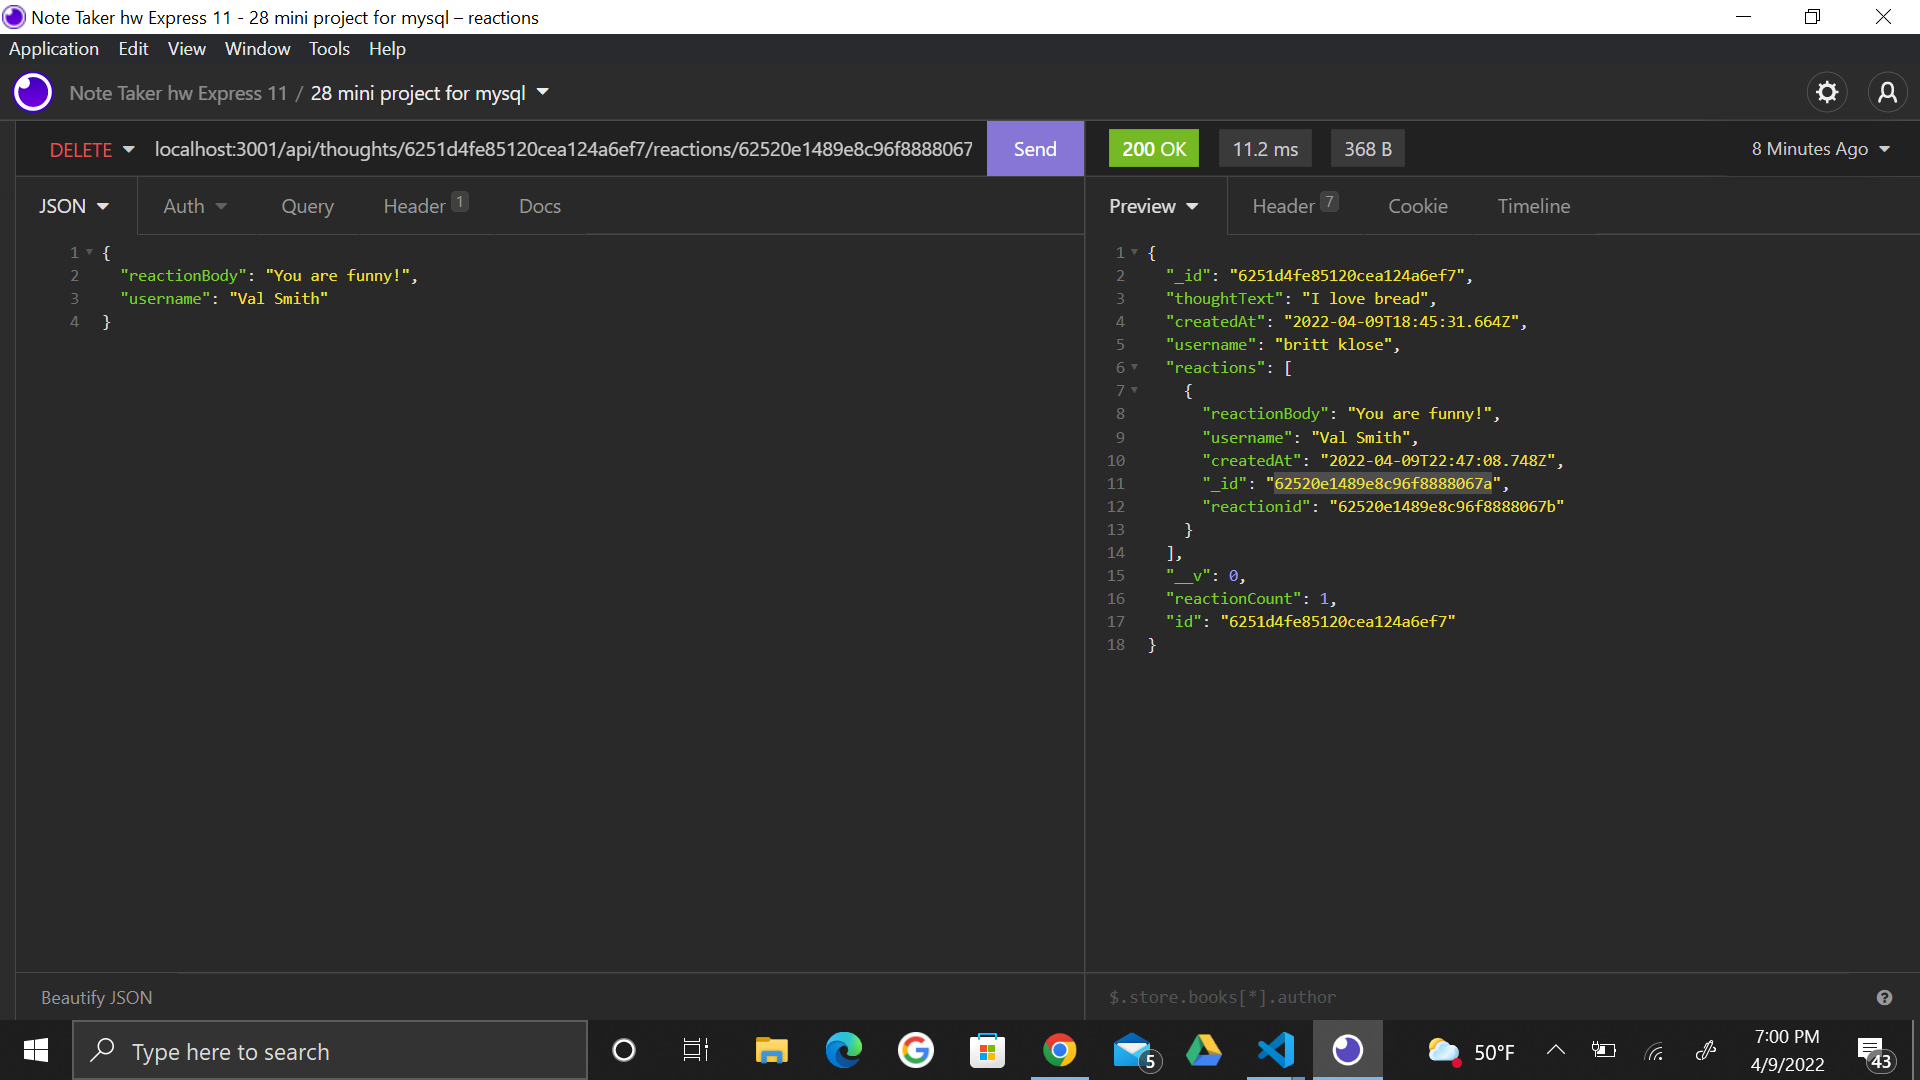 Note Taker hw Express 11 - 28 mini project for mysql – reactions
Application Edit View Window Tools Help
Note Taker hw Express 11 / 28 mini project for mysql
DELETE localhost:3001/api/thoughts/6251d4fe85120cea124a6ef7/reactions/62520e1489e8c96f8888067 Send 200 OK 11.2 ms 368 B 8 Minutes Ago
JSON Auth Query Header 1 Docs
1 {
2 "reactionBody": "You are funny!",
3 "username": "Val Smith"
4 }
Beautify JSON
Preview Header 7 Cookie Timeline
1 {
2 "_id": "6251d4fe85120cea124a6ef7",
3 "thoughtText": "I love bread",
4 "createdAt": "2022-04-09T18:45:31.664Z",
5 "username": "britt klose",
6 "reactions": [
7 {
8 "reactionBody": "You are funny!",
9 "username": "Val Smith",
10 "createdAt": "2022-04-09T22:47:08.748Z",
11 "_id": "62520e1489e8c96f8888067a",
12 "reactionid": "62520e1489e8c96f8888067b"
13 }
14 ],
15 "__v": 0,
16 "reactionCount": 1,
17 "id": "6251d4fe85120cea124a6ef7"
18 }
$.store.books[*].author
Type here to search
5
50°F
7:00 PM
4/9/2022
43